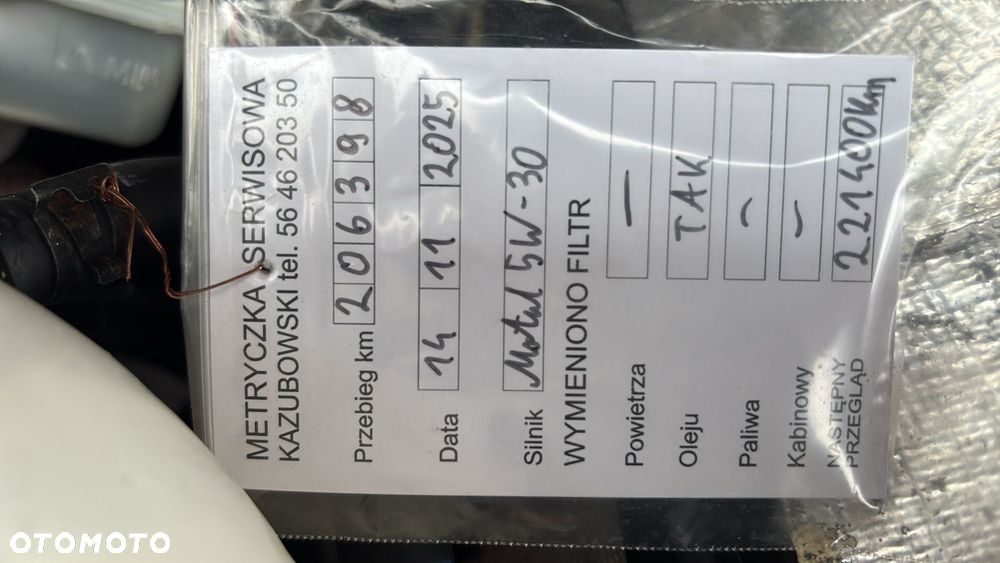 METRYCZKA SERWISOWA
KAZUBOWSKI tel. 56 46 203 50
Przebieg km 206398
Data 14 11 2025
Silnik Motul 5W-30
WYMIENIONO FILTR
Powietrza —
Oleju TAK
Paliwa -
Kabinowy -
NASTĘPNY
PRZEGLĄD 221400km
MIN
OTOMOTO